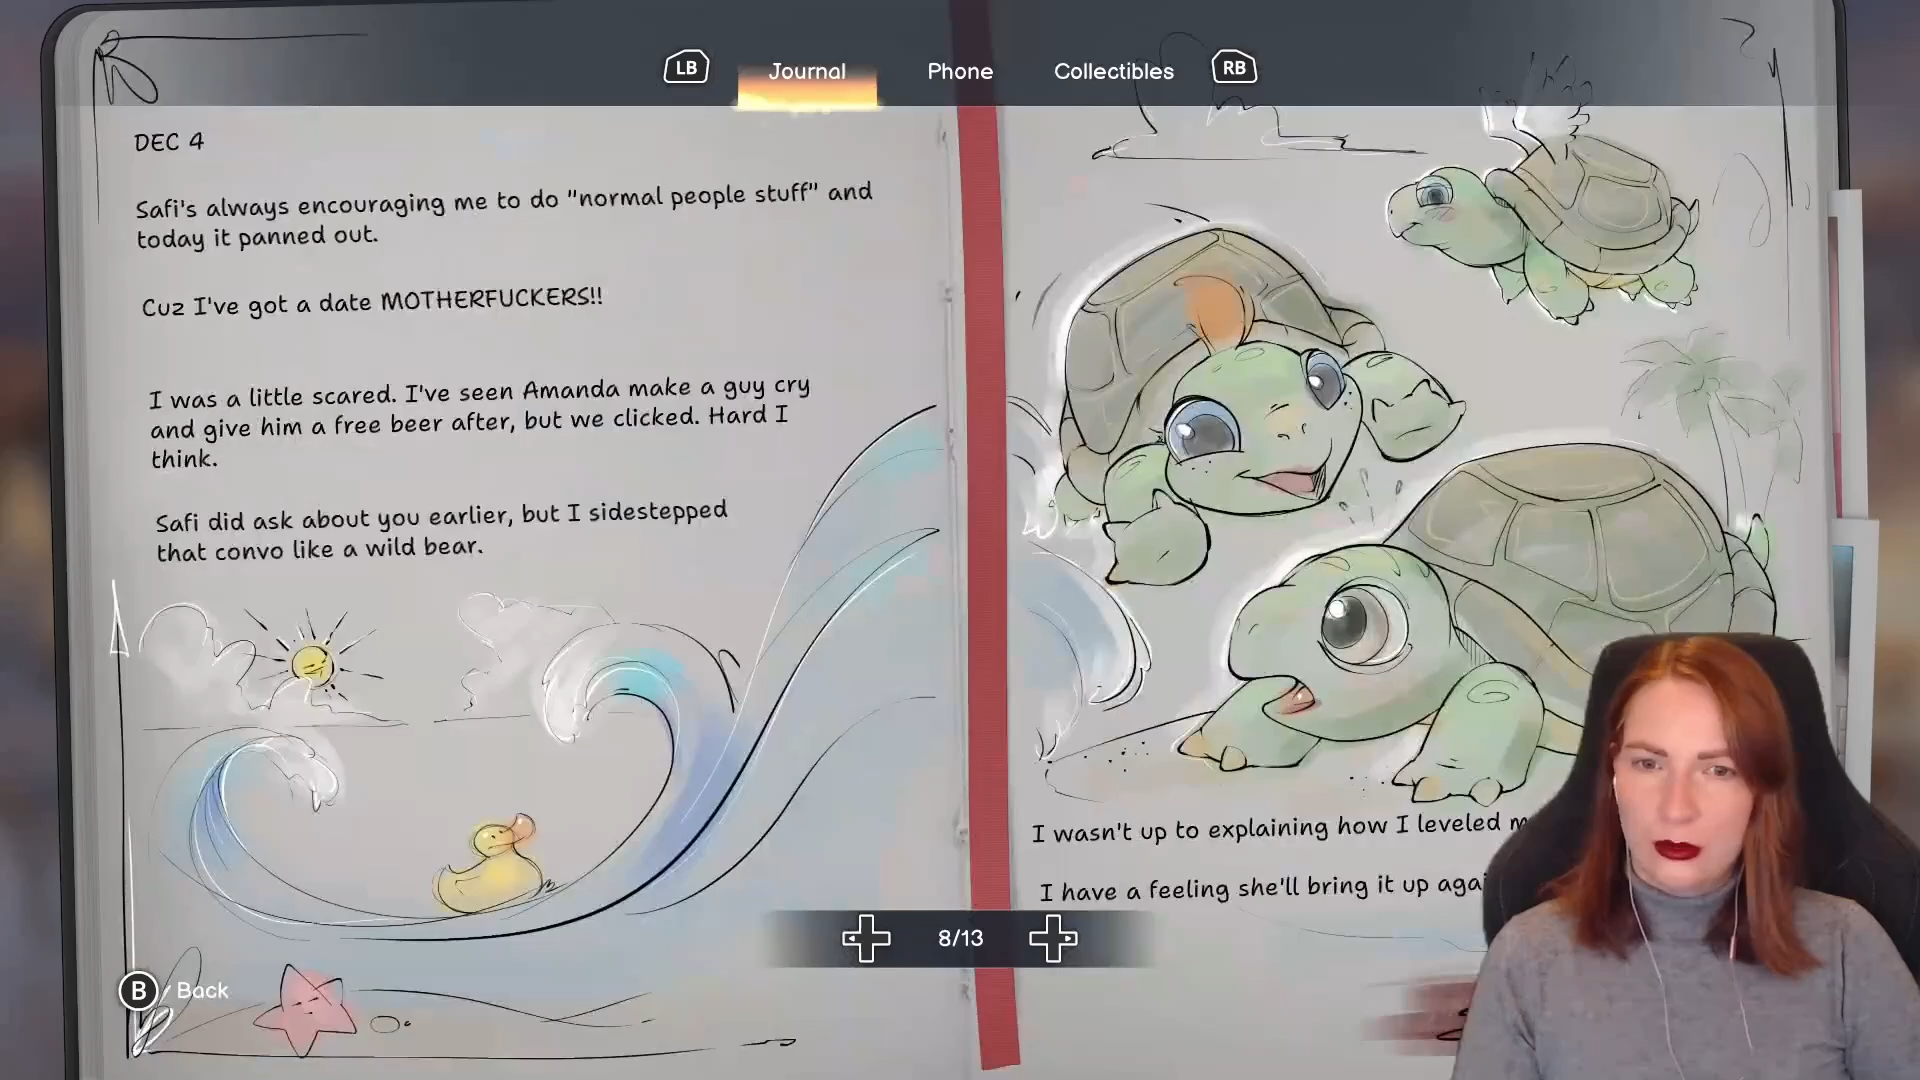 LB
Journal
Phone
Collectibles
RB
DEC 4
Safi's always encouraging me to do "normal people stuff" and
today it panned out.
Cuz I've got a date MOTHERFUCKERS!!
I was a little scared. I've seen Amanda make a guy cry
and give him a free beer after, but we clicked. Hard I
think.
Safi did ask about you earlier, but I sidestepped
that convo like a wild bear.
I wasn't up to explaining how I leveled
I have a feeling she'll bring it up
8/13
B
Back